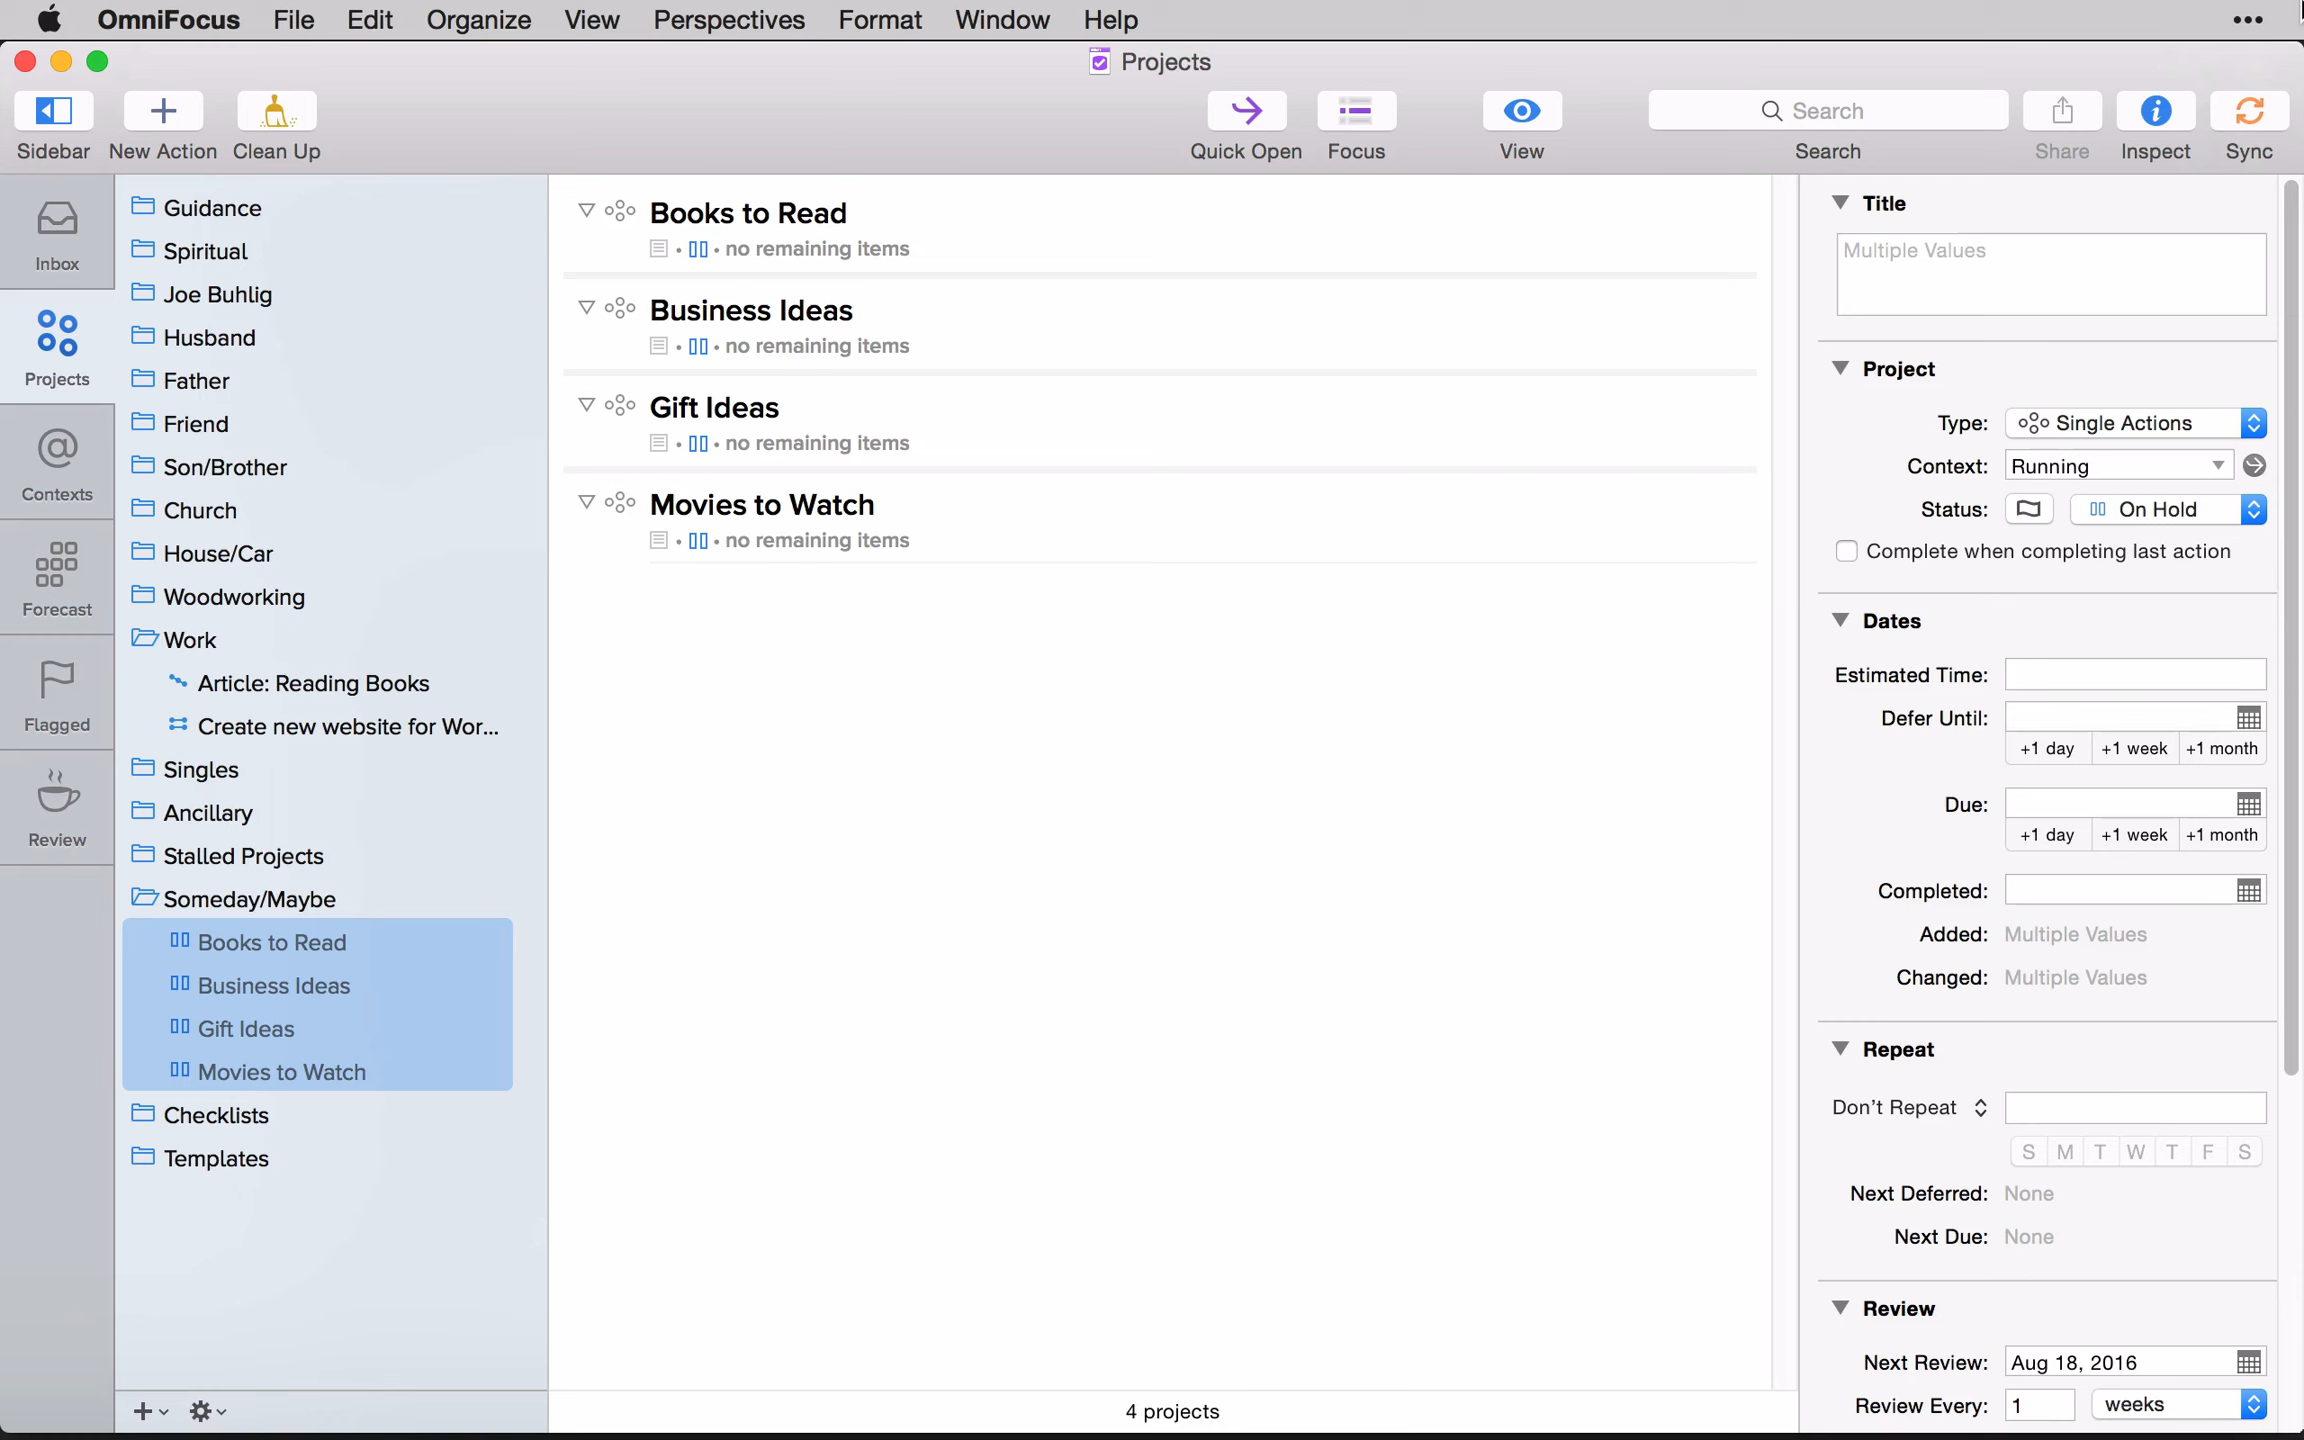 OmniFocus File Edit Organize View Perspectives Format Window Help
Projects
Search
Sidebar New Action Clean Up Quick Open Focus View Search Share Inspect Sync
Inbox
Projects
Contexts
Forecast
Flagged
Review
Guidance
Spiritual
Joe Buhlig
Husband
Father
Friend
Son/Brother
Church
House/Car
Woodworking
Work
Article: Reading Books
Create new website for Wor...
Singles
Ancillary
Stalled Projects
Someday/Maybe
Books to Read
Business Ideas
Gift Ideas
Movies to Watch
Checklists
Templates
Books to Read
no remaining items
Business Ideas
no remaining items
Gift Ideas
no remaining items
Movies to Watch
no remaining items
4 projects
Title
Multiple Values
Project
Type: Single Actions
Context: Running
Status: On Hold
Complete when completing last action
Dates
Estimated Time:
Defer Until:
+1 day +1 week +1 month
Due:
+1 day +1 week +1 month
Completed:
Added: Multiple Values
Changed: Multiple Values
Repeat
Don't Repeat
S M T W T F S
Next Deferred: None
Next Due: None
Review
Next Review: Aug 18, 2016
Review Every: 1 weeks